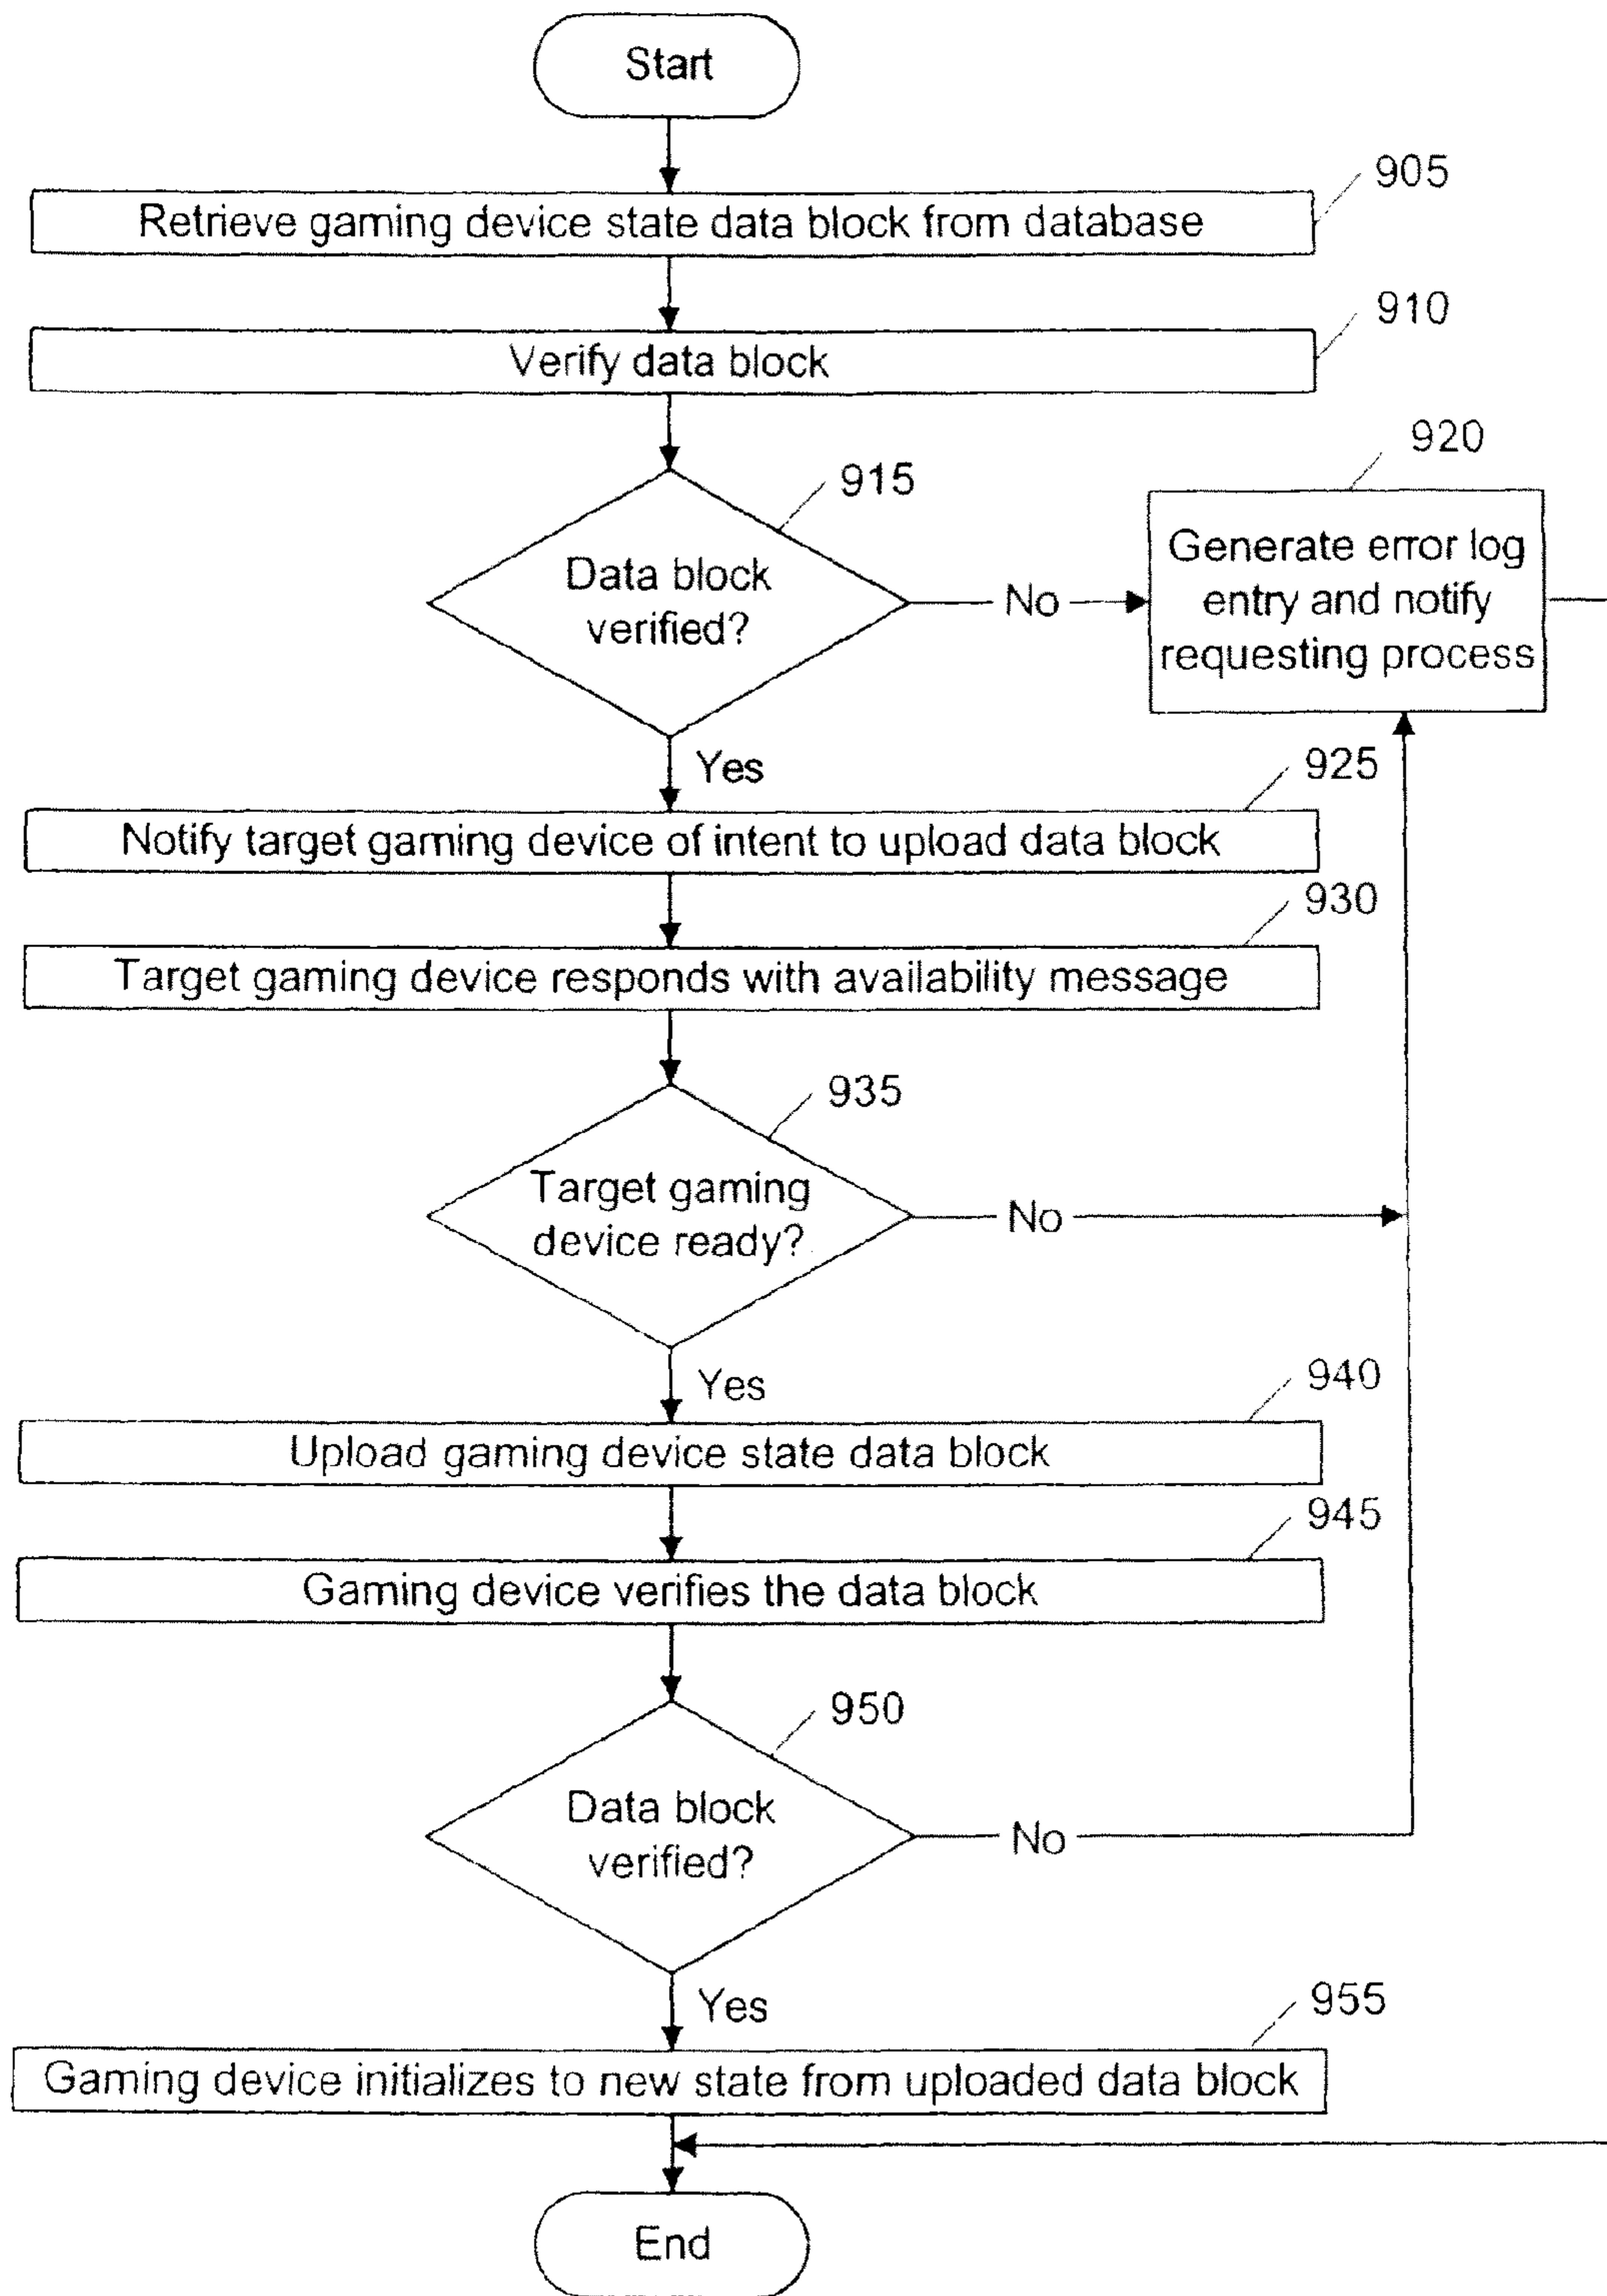 Start
905
Retrieve gaming device state data block from database
910
Verify data block
920
915
Data block
verified?
No
Generate error log
entry and notify
requesting process
Yes
925
Notify target gaming device of intent to upload data block
930
Target gaming device responds with availability message
935
Target gaming
device ready?
No
Yes
940
Upload gaming device state data block
945
Gaming device verifies the data block
950
Data block
verified?
No
Yes
955
Gaming device initializes to new state from uploaded data block
End